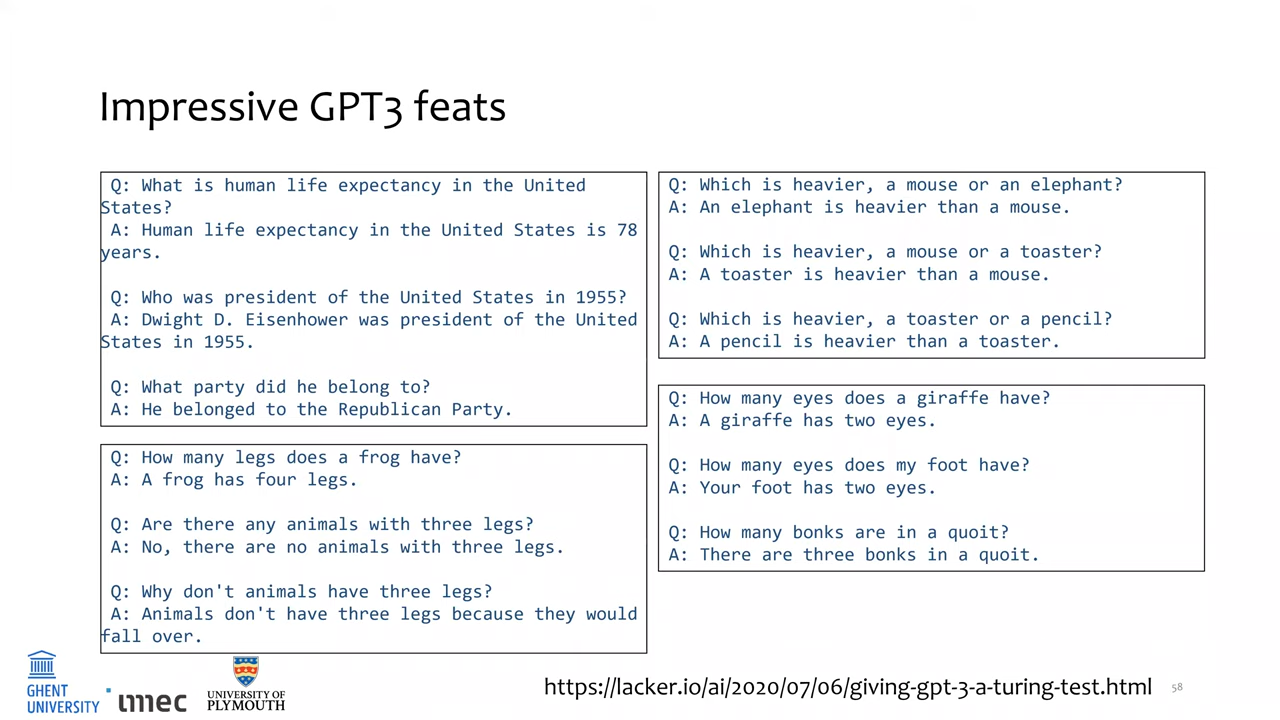 Impressive GPT3 feats
Q: What is human life expectancy in the United
States?
A: Human life expectancy in the United States is 78
years.
Q: Who was president of the United States in 1955?
A: Dwight D. Eisenhower was president of the United
States in 1955.
Q: What party did he belong to?
A: He belonged to the Republican Party.
Q: How many legs does a frog have?
A: A frog has four legs.
Q: Are there any animals with three legs?
A: No, there are no animals with three legs.
Q: Why don't animals have three legs?
A: Animals don't have three legs because they would
fall over.
Q: Which is heavier, a mouse or an elephant?
A: An elephant is heavier than a mouse.
Q: Which is heavier, a mouse or a toaster?
A: A toaster is heavier than a mouse.
Q: Which is heavier, a toaster or a pencil?
A: A pencil is heavier than a toaster.
Q: How many eyes does a giraffe have?
A: A giraffe has two eyes.
Q: How many eyes does my foot have?
A: Your foot has two eyes.
Q: How many bonks are in a quoit?
A: There are three bonks in a quoit.
GHENT
UNIVERSITY
imec
UNIVERSITY OF
PLYMOUTH
https://lacker.io/ai/2020/07/06/giving-gpt-3-a-turing-test.html
58